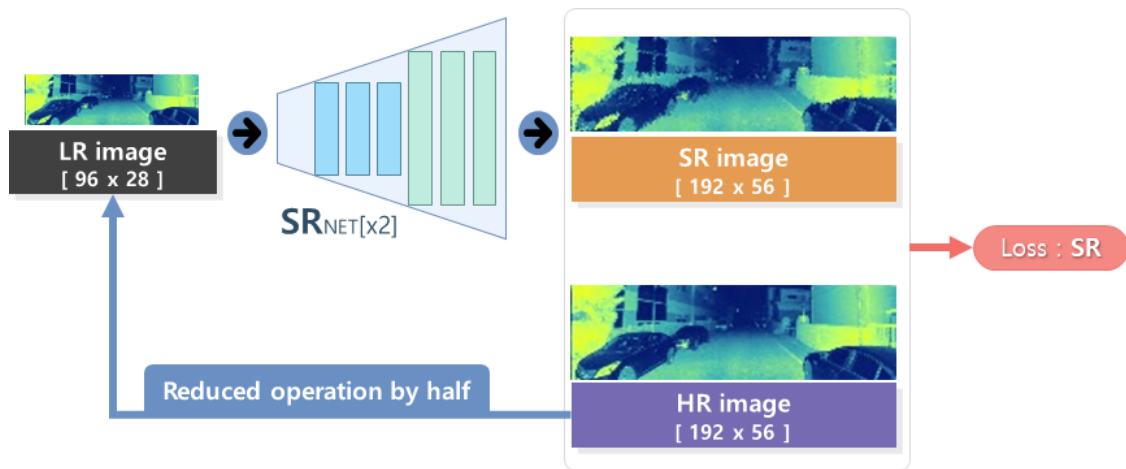 LR image
[ 96 x 28 ]
SRNET[x2]
SR image
[ 192 x 56 ]
Loss : SR
Reduced operation by half
HR image
[ 192 x 56 ]